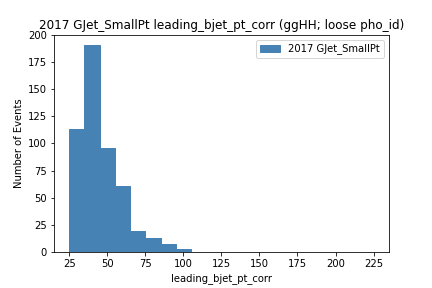 2017 GJet_SmallPt leading_bjet_pt_corr (ggHH; loose pho_id)
2017 GJet_SmallPt
Number of Events
200
175
150
125
100
75
50
25
0
25 50 75 100 125 150 175 200 225
leading_bjet_pt_corr